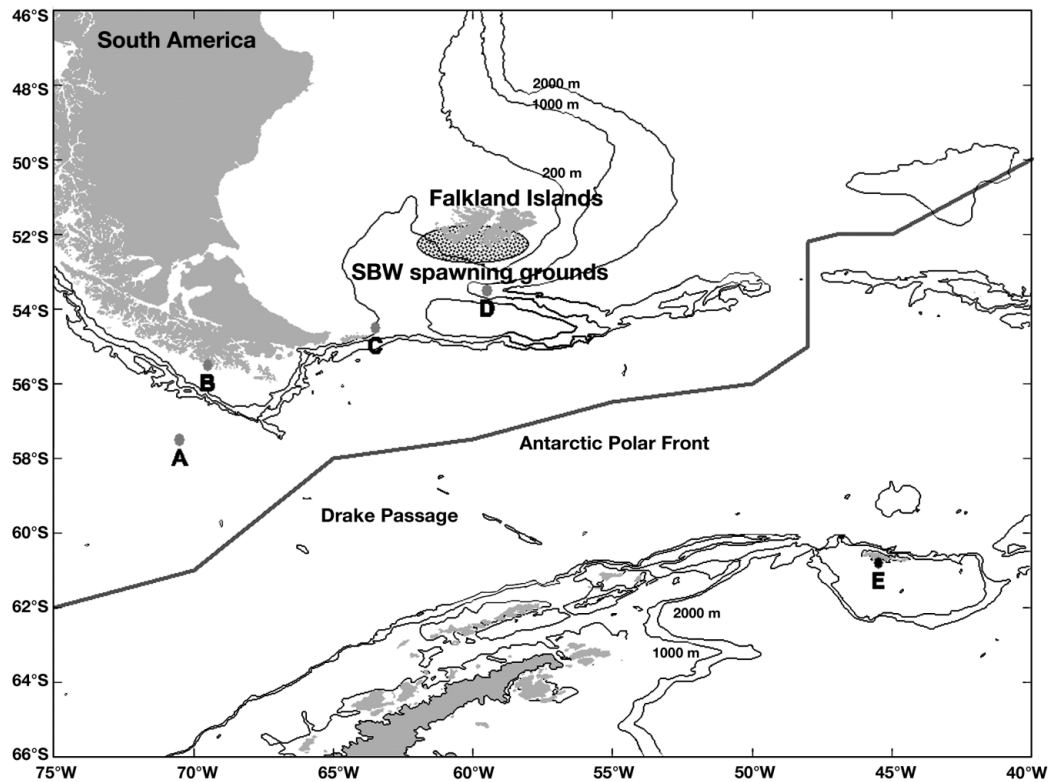 46°S
South America
48°S
2000 m
1000 m
50°S
200 m
Falkland Islands
52°S
SBW spawning grounds
54°S
D
C
56°S
B
Antarctic Polar Front
58°S
A
Drake Passage
60°S
E
62°S
2000 m
1000 m
64°S
66°S
75°W 70°W 65°W 60°W 55°W 50°W 45°W 40°W